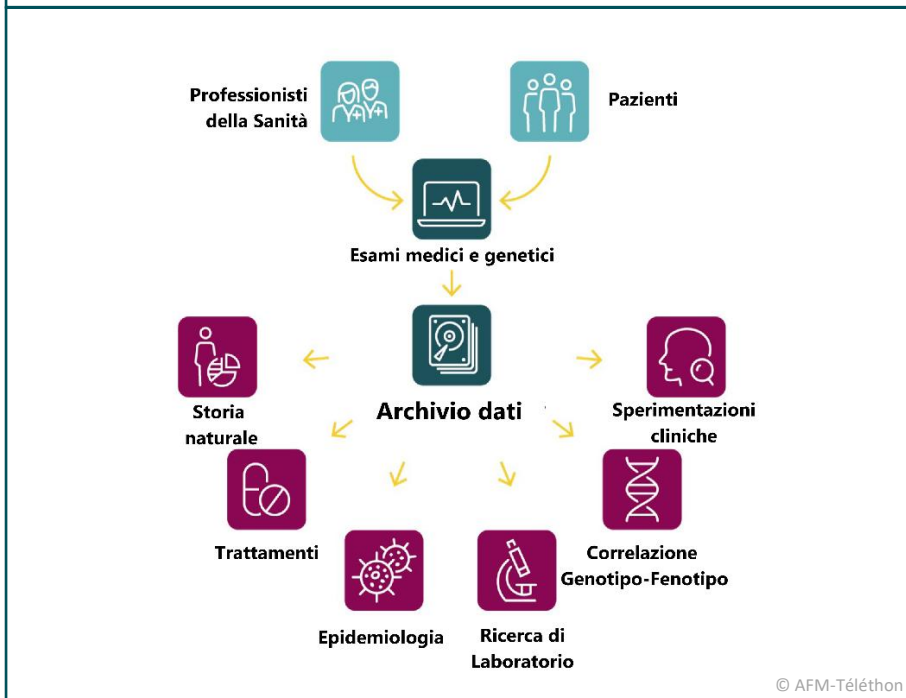 Professionisti
della Sanità
Pazienti
Esami medici e genetici
Archivio dati
Storia
naturale
Sperimentazioni
cliniche
Trattamenti
Correlazione
Genotipo-Fenotipo
Epidemiologia
Ricerca di
Laboratorio
© AFM-Téléthon